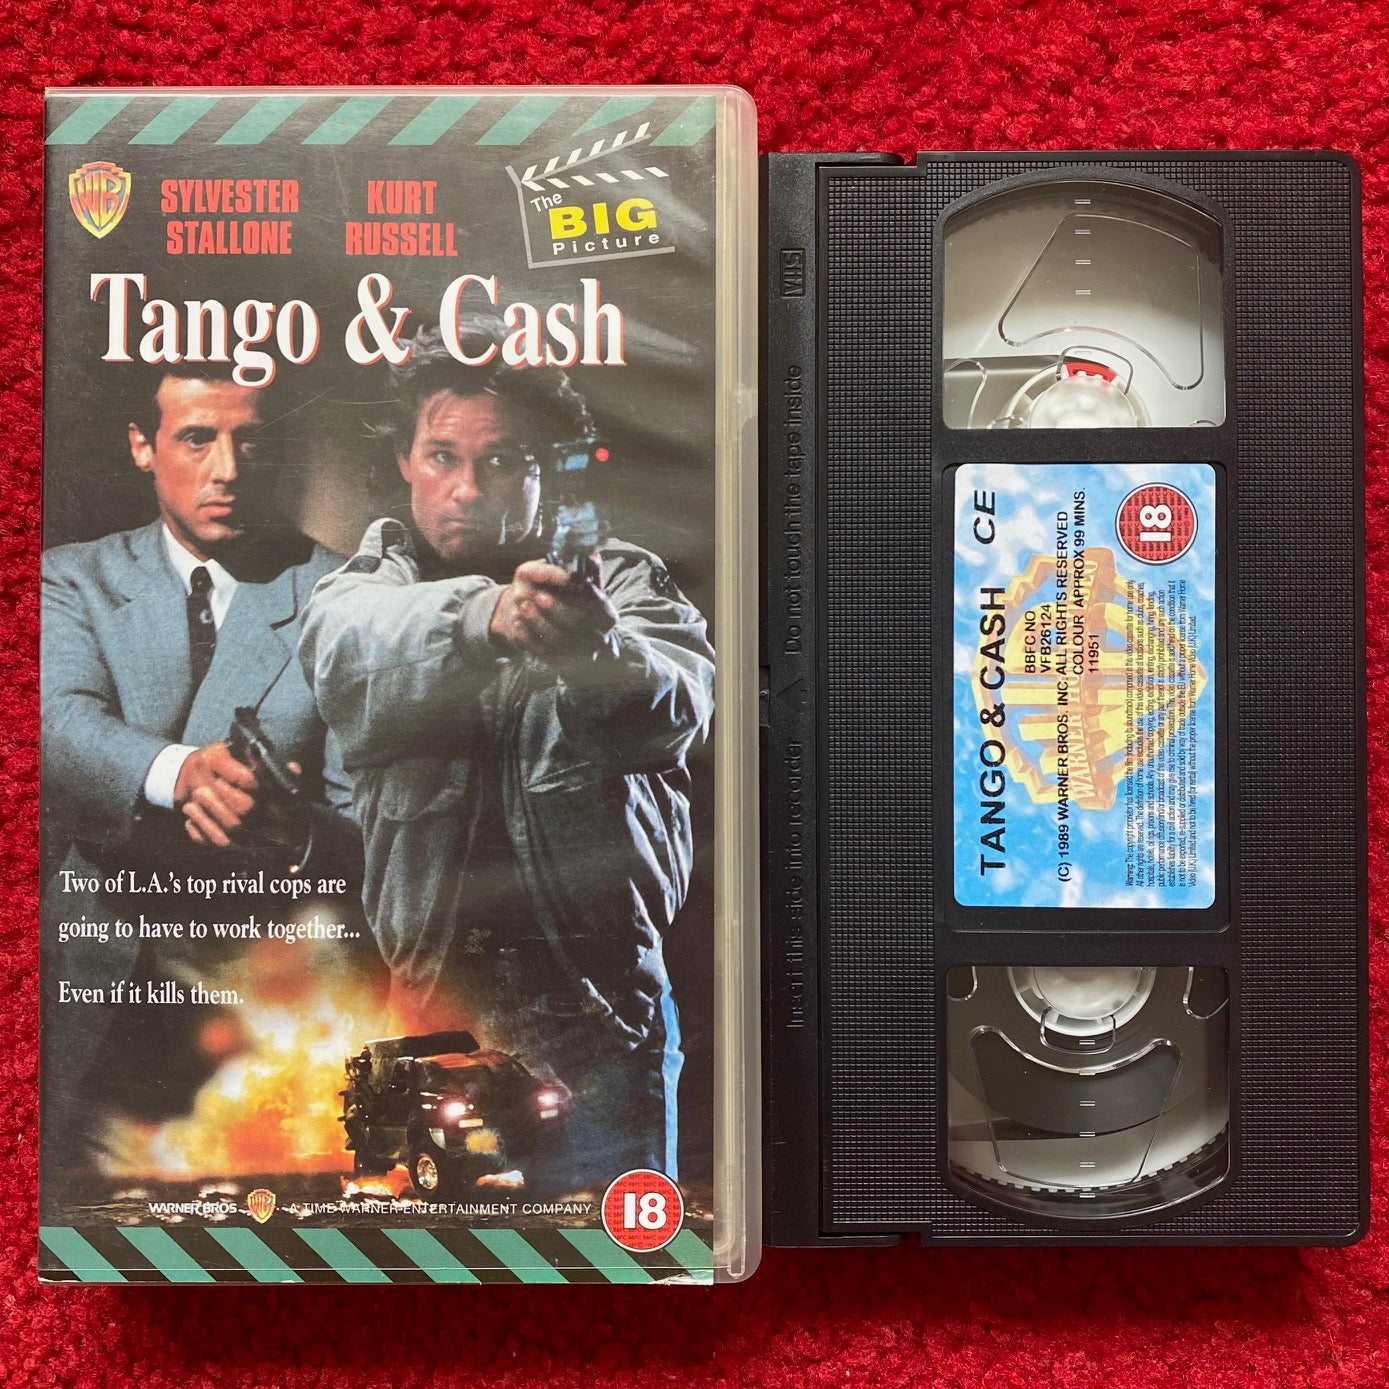 SYLVESTER
STALLONE
KURT
RUSSELL
The
BIG
Picture
Tango & Cash
Two of L.A.'s top rival cops are
going to have to work together...
Even if it kills them.
WARNER BROS
A TIME WARNER ENTERTAINMENT COMPANY
18
VHS
Do not touch the tape inside
Insert this side into recorder
TANGO & CASH CE
BBFC NO
VFB26124
(C) 1989 WARNER BROS. INC. ALL RIGHTS RESERVED
COLOUR APPROX 99 MINS.
11951
18